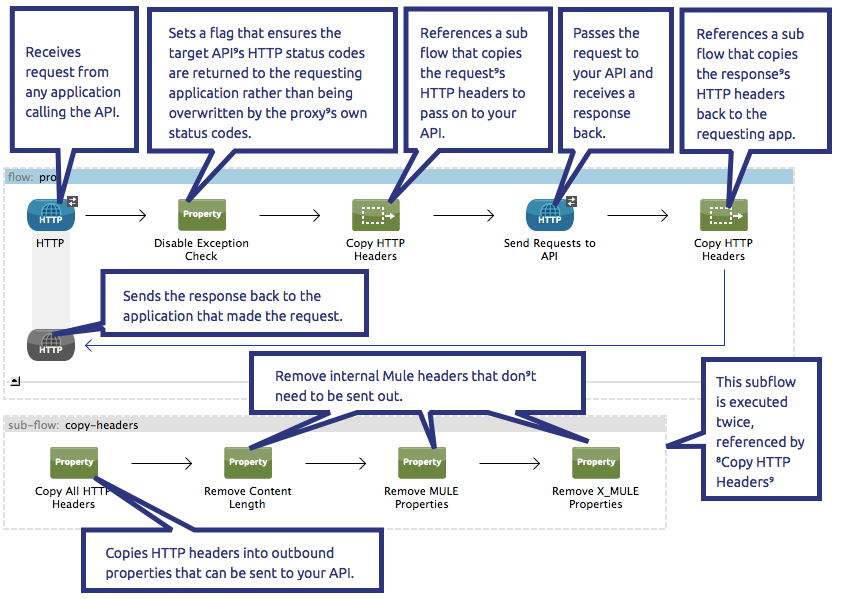 Receives
request from
any application
calling the API.
Sets a flag that ensures the
target API⁹s HTTP status codes
are returned to the requesting
application rather than being
overwritten by the proxy⁹s own
status codes.
References a sub
flow that copies
the request⁹s
HTTP headers to
pass on to your
API.
Passes the
request to
your API and
receives a
response
back.
References a sub
flow that copies
the response⁹s
HTTP headers
back to the
requesting app.
flow: pro
HTTP
HTTP
Property
Disable Exception
Check
Copy HTTP
Headers
HTTP
Send Requests to
API
Copy HTTP
Headers
Sends the response back to the
application that made the request.
HTTP
Remove internal Mule headers that don⁹t
need to be sent out.
This subflow
is executed
twice,
referenced by
⁸Copy HTTP
Headers⁹
sub-flow: copy-headers
Property
Copy All HTTP
Headers
Property
Remove Content
Length
Property
Remove MULE
Properties
Property
Remove X_MULE
Properties
Copies HTTP headers into outbound
properties that can be sent to your API.